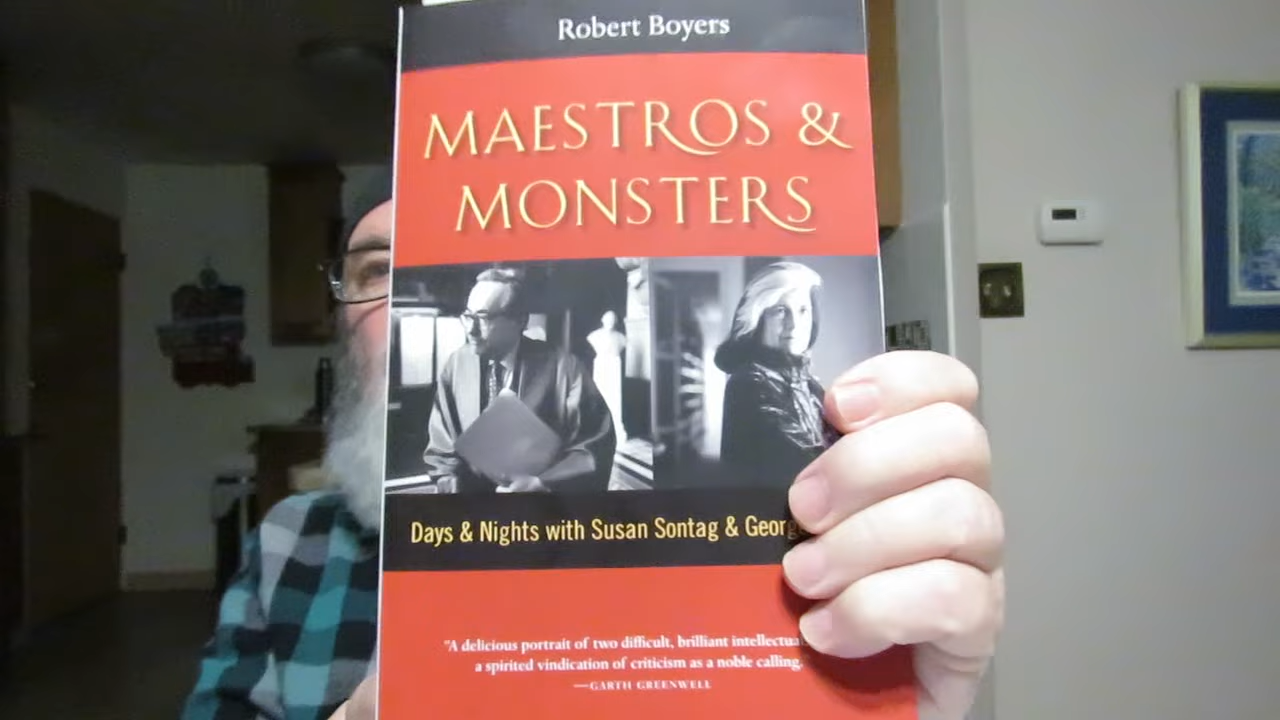 Robert Boyers
MAESTROS &
MONSTERS
Days & Nights with Susan Sontag & George
"A delicious portrait of two difficult, brilliant intellectua
a spirited vindication of criticism as a noble calling.
—GARTH GREENWELL